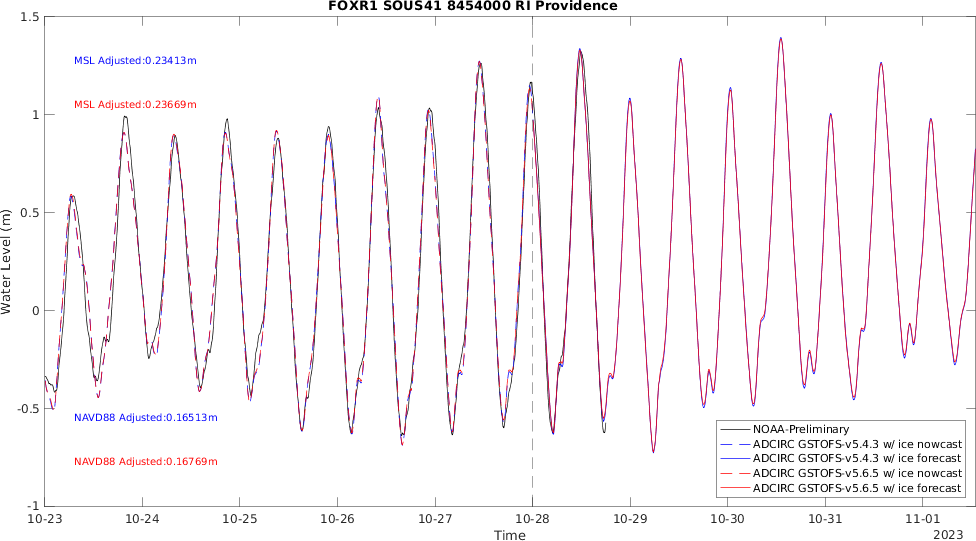 FOXR1 SOUS41 8454000 RI Providence
1.5
MSL Adjusted:0.23413m
MSL Adjusted:0.23669m
1
0.5
Water Level (m)
0
-0.5
NAVD88 Adjusted:0.16513m
NAVD88 Adjusted:0.16769m
NOAA-Preliminary
ADCIRC GSTOFS-v5.4.3 w/ ice nowcast
ADCIRC GSTOFS-v5.4.3 w/ ice forecast
ADCIRC GSTOFS-v5.6.5 w/ ice nowcast
ADCIRC GSTOFS-v5.6.5 w/ ice forecast
-1
10-23 10-24 10-25 10-26 10-27 10-28 10-29 10-30 10-31 11-01
Time
2023